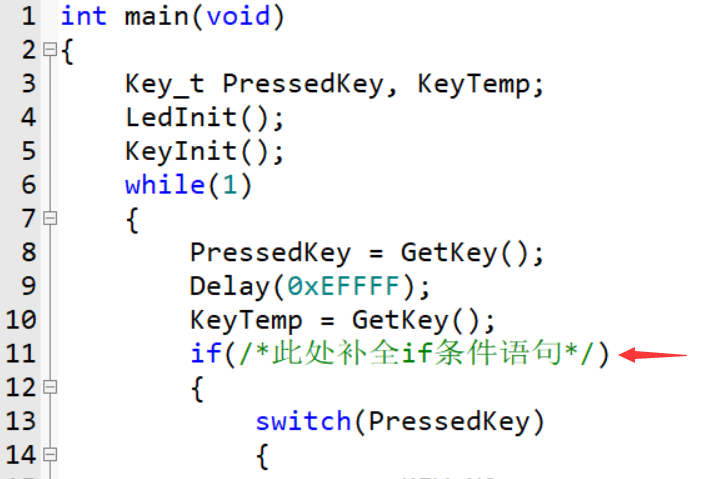 1 int main(void)
2 {
3 Key_t PressedKey, KeyTemp;
4 LedInit();
5 KeyInit();
6 while(1)
7 {
8 PressedKey = GetKey();
9 Delay(0xEFFFF);
10 KeyTemp = GetKey();
11 if(/*此处补全if条件语句*/)
12 {
13 switch(PressedKey)
14 {